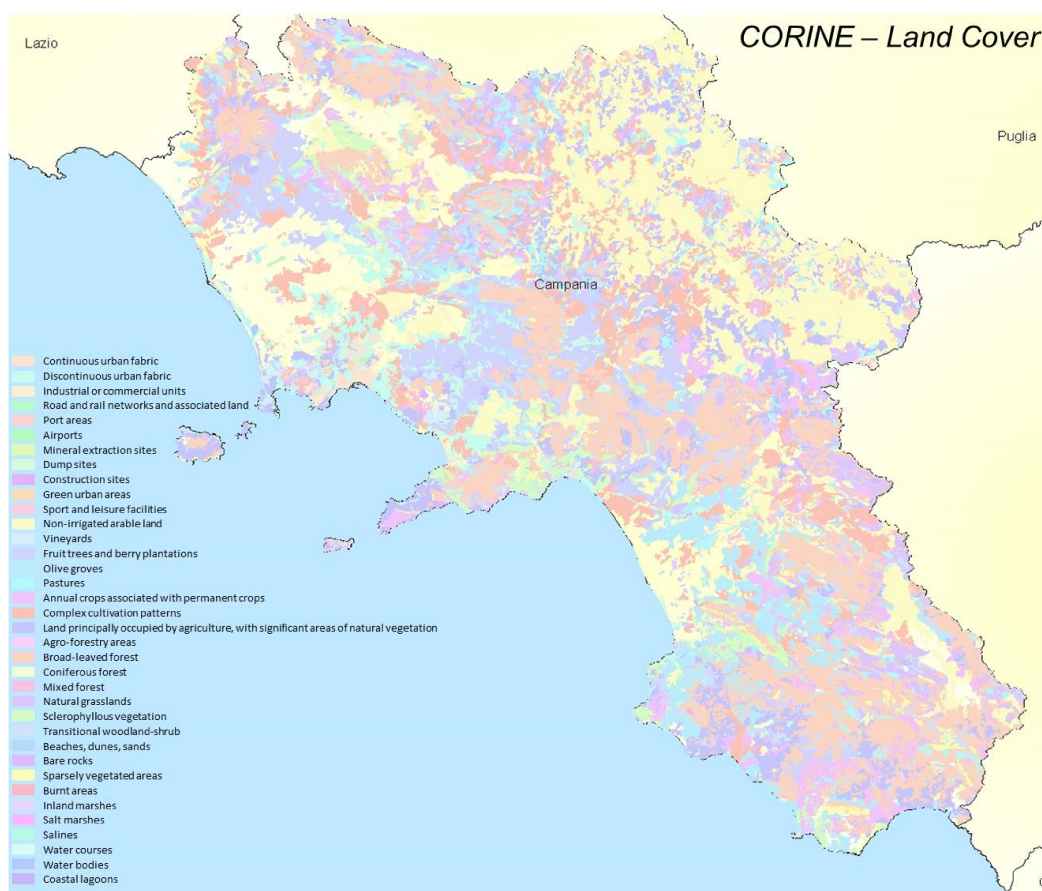 CORINE – Land Cover
Lazio
Puglia
Campania
Continuous urban fabric
Discontinuous urban fabric
Industrial or commercial units
Road and rail networks and associated land
Port areas
Airports
Mineral extraction sites
Dump sites
Construction sites
Green urban areas
Sport and leisure facilities
Non-irrigated arable land
Vineyards
Fruit trees and berry plantations
Olive groves
Pastures
Annual crops associated with permanent crops
Complex cultivation patterns
Land principally occupied by agriculture, with significant areas of natural vegetation
Agro-forestry areas
Broad-leaved forest
Coniferous forest
Mixed forest
Natural grasslands
Sclerophyllous vegetation
Transitional woodland-shrub
Beaches, dunes, sands
Bare rocks
Sparsely vegetated areas
Burnt areas
Inland marshes
Salt marshes
Salines
Water courses
Water bodies
Coastal lagoons